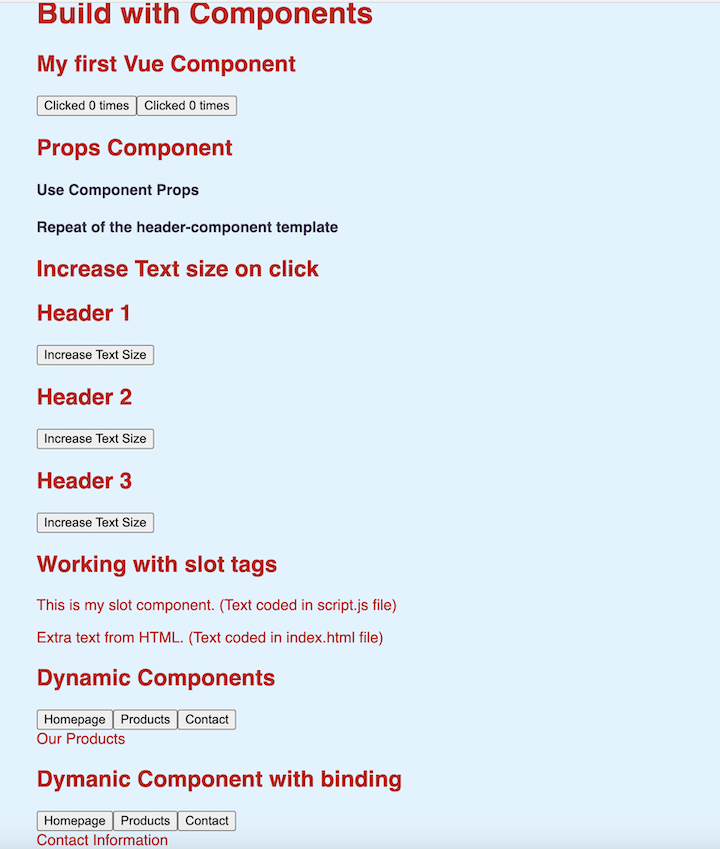 Build with Components
My first Vue Component
Clicked 0 times Clicked 0 times
Props Component
Use Component Props
Repeat of the header-component template
Increase Text size on click
Header 1
Increase Text Size
Header 2
Increase Text Size
Header 3
Increase Text Size
Working with slot tags
This is my slot component. (Text coded in script.js file)
Extra text from HTML. (Text coded in index.html file)
Dynamic Components
Homepage Products Contact
Our Products
Dymanic Component with binding
Homepage Products Contact
Contact Information